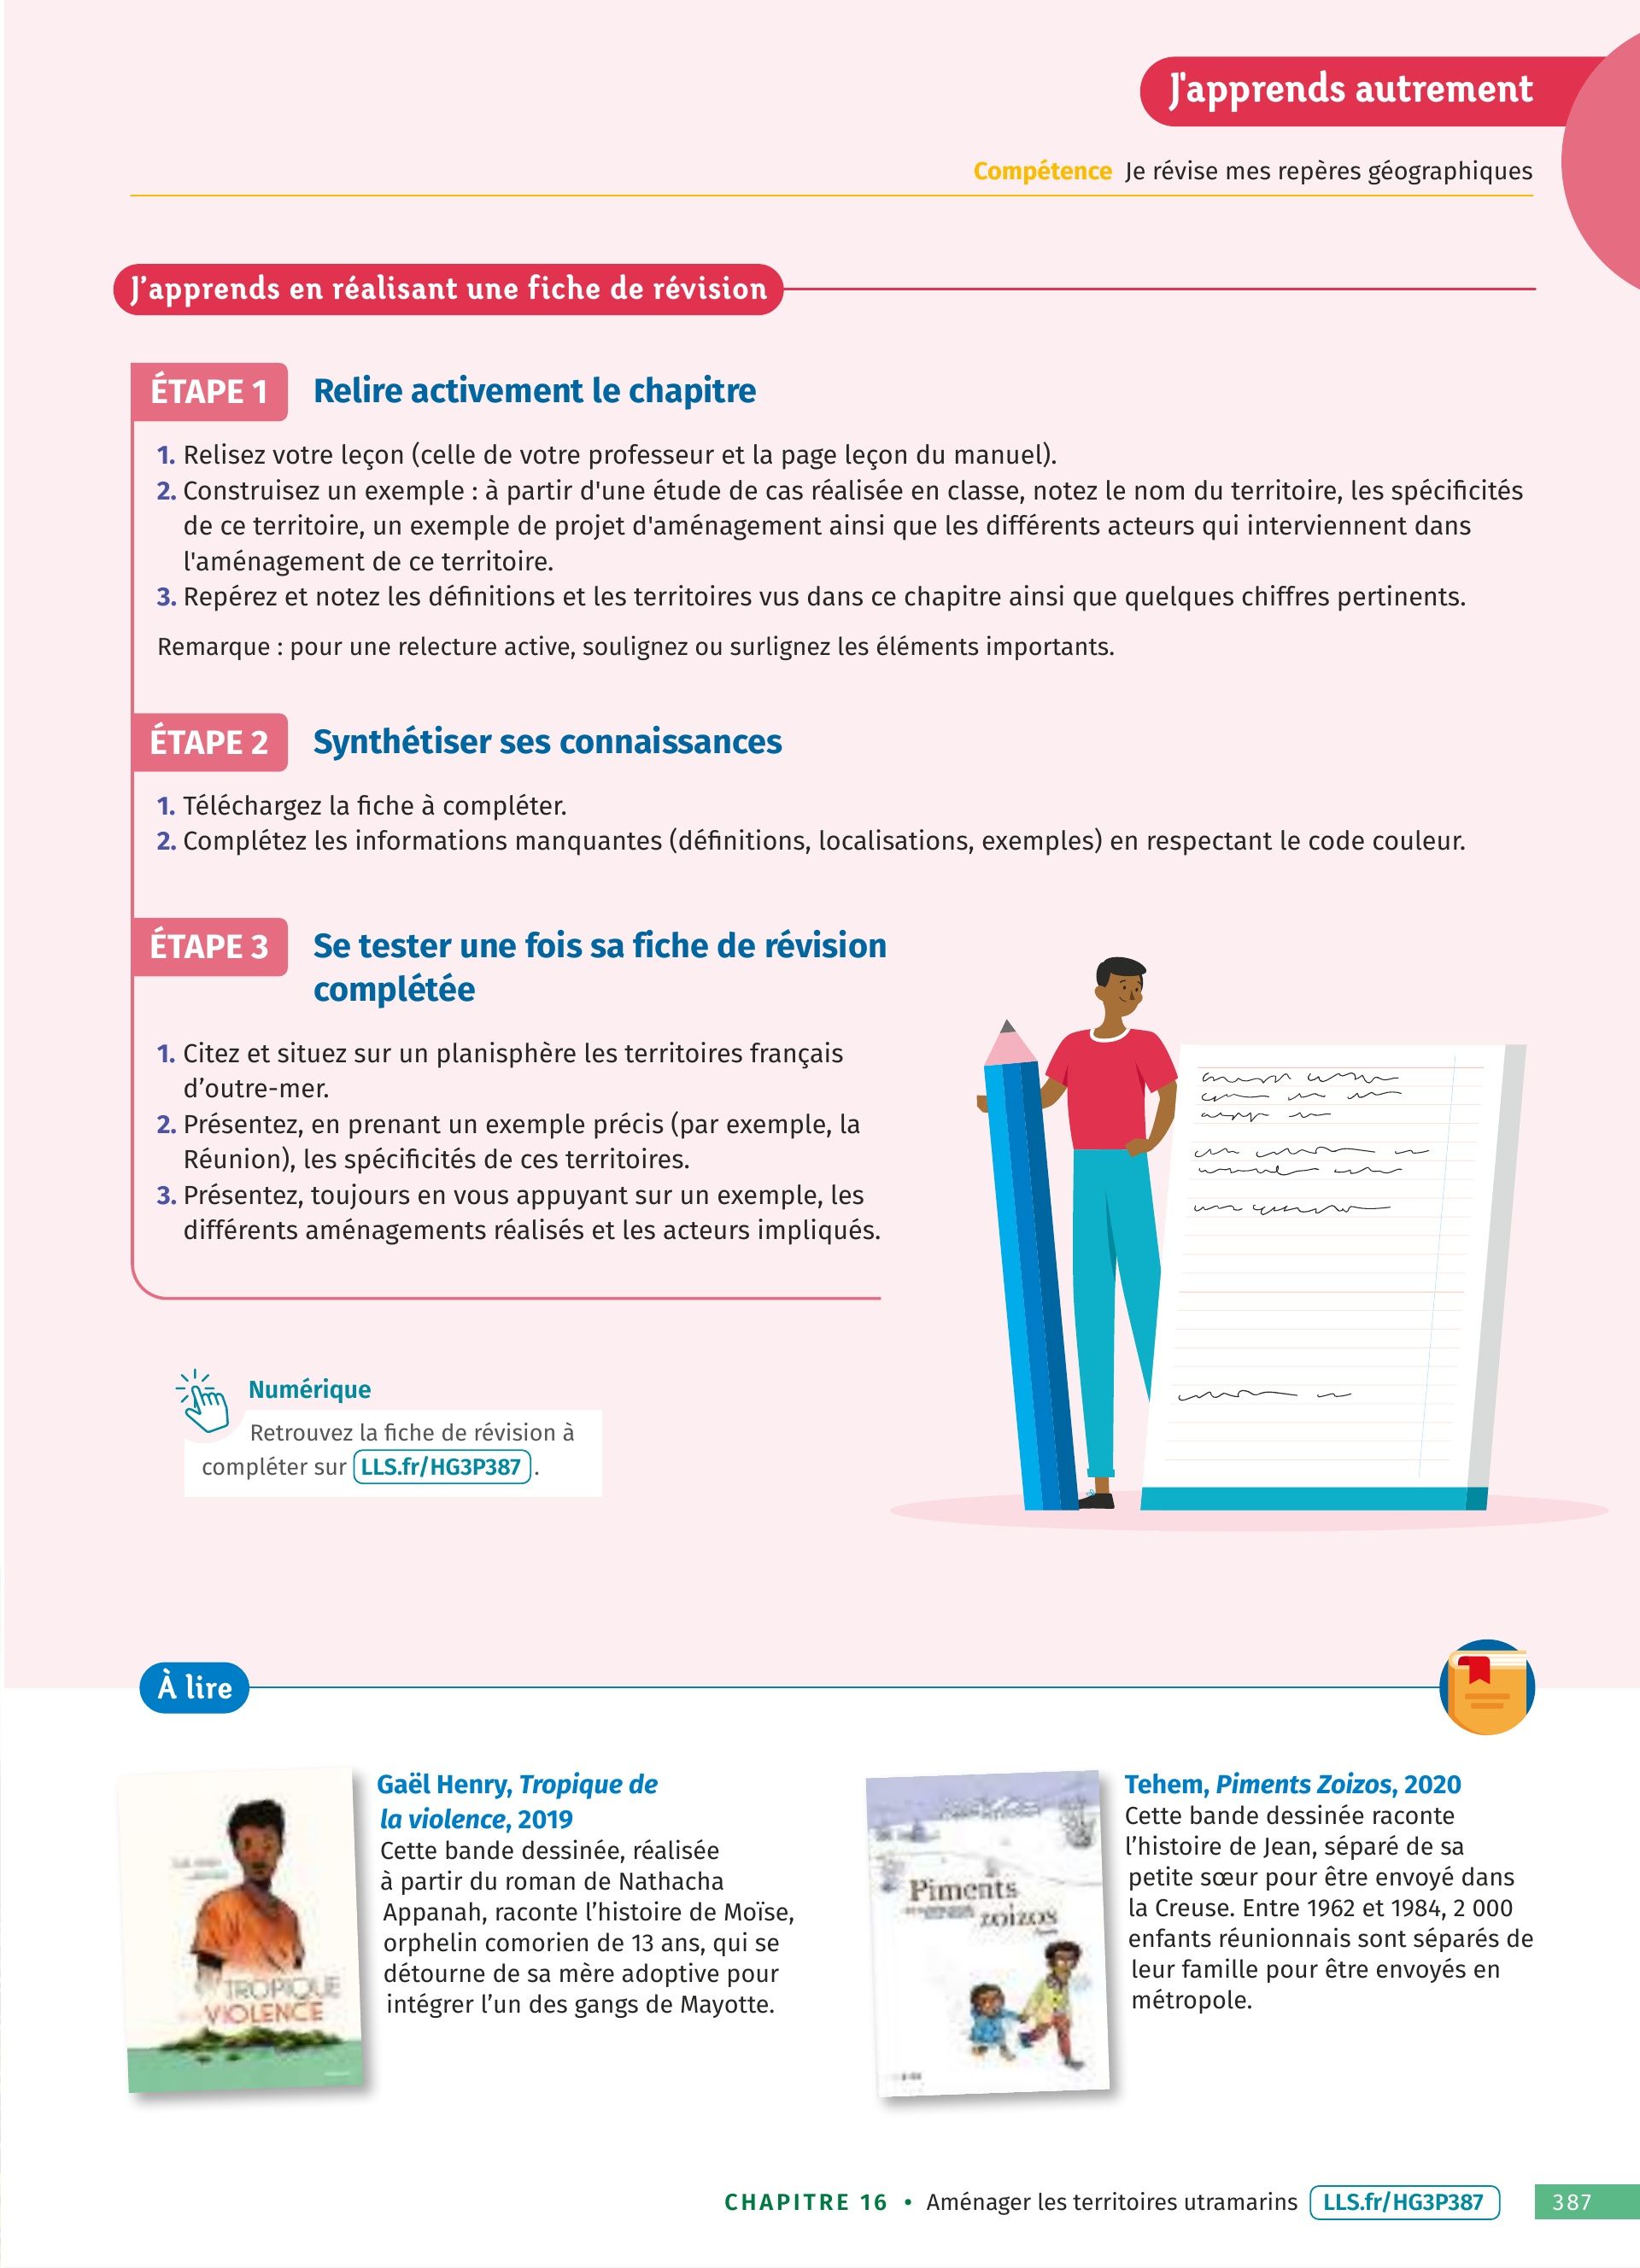 J'apprends autrement
Compétence Je révise mes repères géographiques
J'apprends en réalisant une fiche de révision
ÉTAPE 1 Relire activement le chapitre
1. Relisez votre leçon (celle de votre professeur et la page leçon du manuel).
2. Construisez un exemple : à partir d'une étude de cas réalisée en classe, notez le nom du territoire, les spécificités
de ce territoire, un exemple de projet d'aménagement ainsi que les différents acteurs qui interviennent dans
l'aménagement de ce territoire.
3. Repérez et notez les définitions et les territoires vus dans ce chapitre ainsi que quelques chiffres pertinents.
Remarque : pour une relecture active, soulignez ou surlignez les éléments importants.
ÉTAPE 2 Synthétiser ses connaissances
1. Téléchargez la fiche à compléter.
2. Complétez les informations manquantes (définitions, localisations, exemples) en respectant le code couleur.
ÉTAPE 3 Se tester une fois sa fiche de révision
complétée
1. Citez et situez sur un planisphère les territoires français
d’outre-mer.
2. Présentez, en prenant un exemple précis (par exemple, la
Réunion), les spécificités de ces territoires.
3. Présentez, toujours en vous appuyant sur un exemple, les
différents aménagements réalisés et les acteurs impliqués.
Numérique
Retrouvez la fiche de révision à
compléter sur LLS.fr/HG3P387.
À lire
Gaël Henry, Tropique de
la violence, 2019
Cette bande dessinée, réalisée
à partir du roman de Nathacha
Appanah, raconte l’histoire de Moïse,
orphelin comorien de 13 ans, qui se
détourne de sa mère adoptive pour
intégrer l’un des gangs de Mayotte.
TROPIQUE
VIOLENCE
Tehem, Piments Zoizos, 2020
Cette bande dessinée raconte
l’histoire de Jean, séparé de sa
petite sœur pour être envoyé dans
la Creuse. Entre 1962 et 1984, 2 000
enfants réunionnais sont séparés de
leur famille pour être envoyés en
métropole.
Piments
zoizos
CHAPITRE 16 • Aménager les territoires utramarins LLS.fr/HG3P387 387